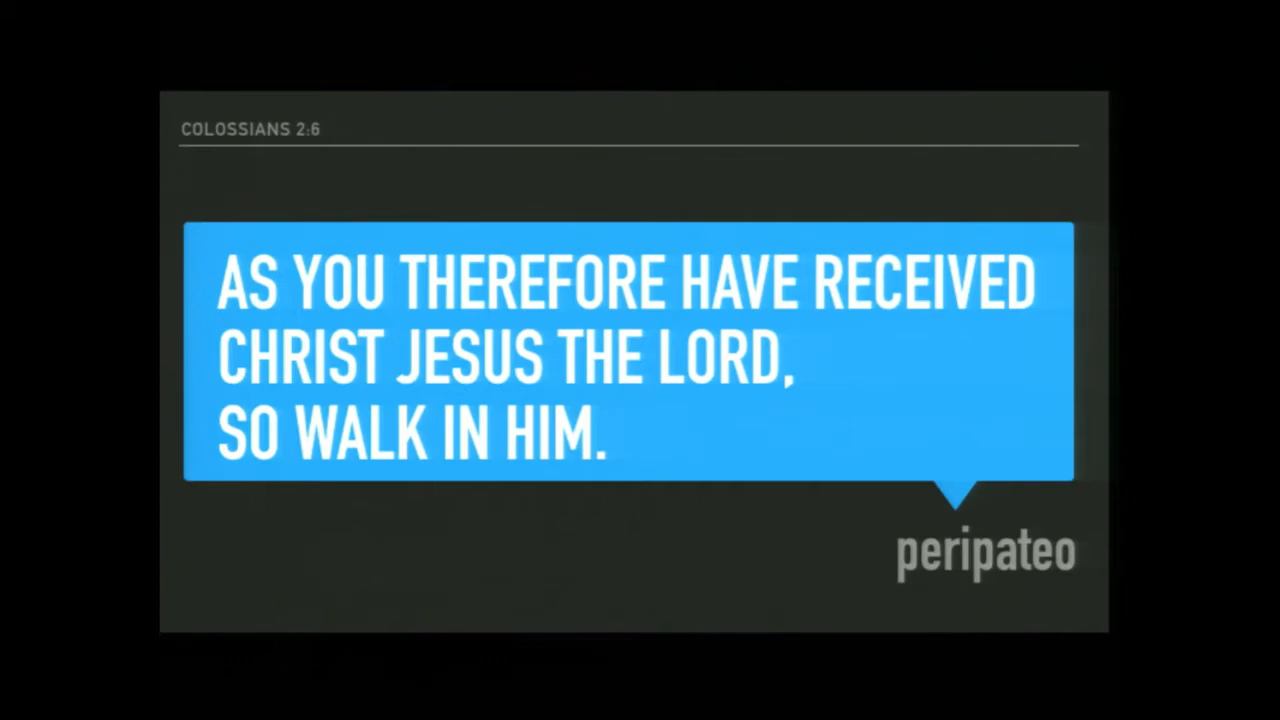 COLOSSIANS 2:6
AS YOU THEREFORE HAVE RECEIVED
CHRIST JESUS THE LORD,
SO WALK IN HIM.
peripateo